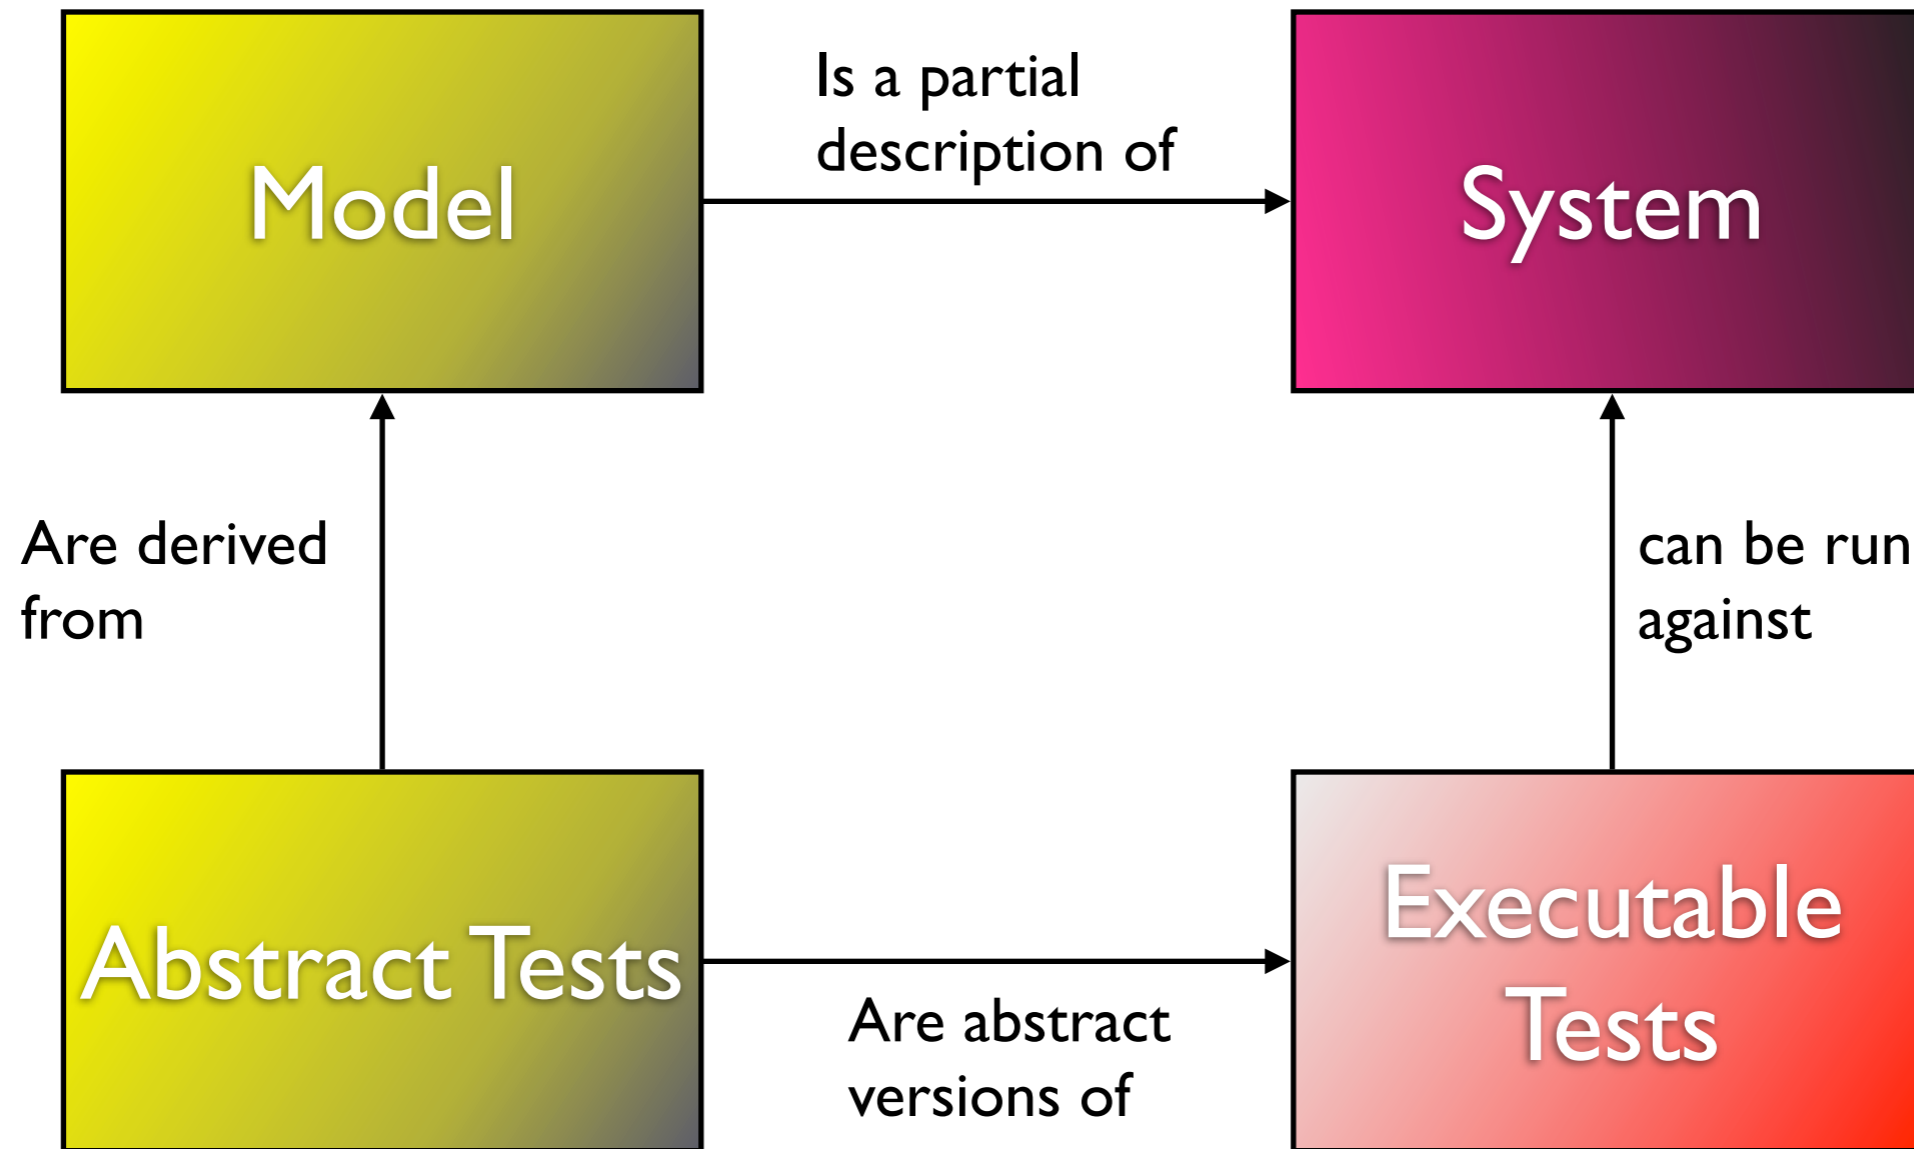 Model
Is a partial
description of
System
Are derived
from
can be run
against
Abstract Tests
Are abstract
versions of
Executable
Tests